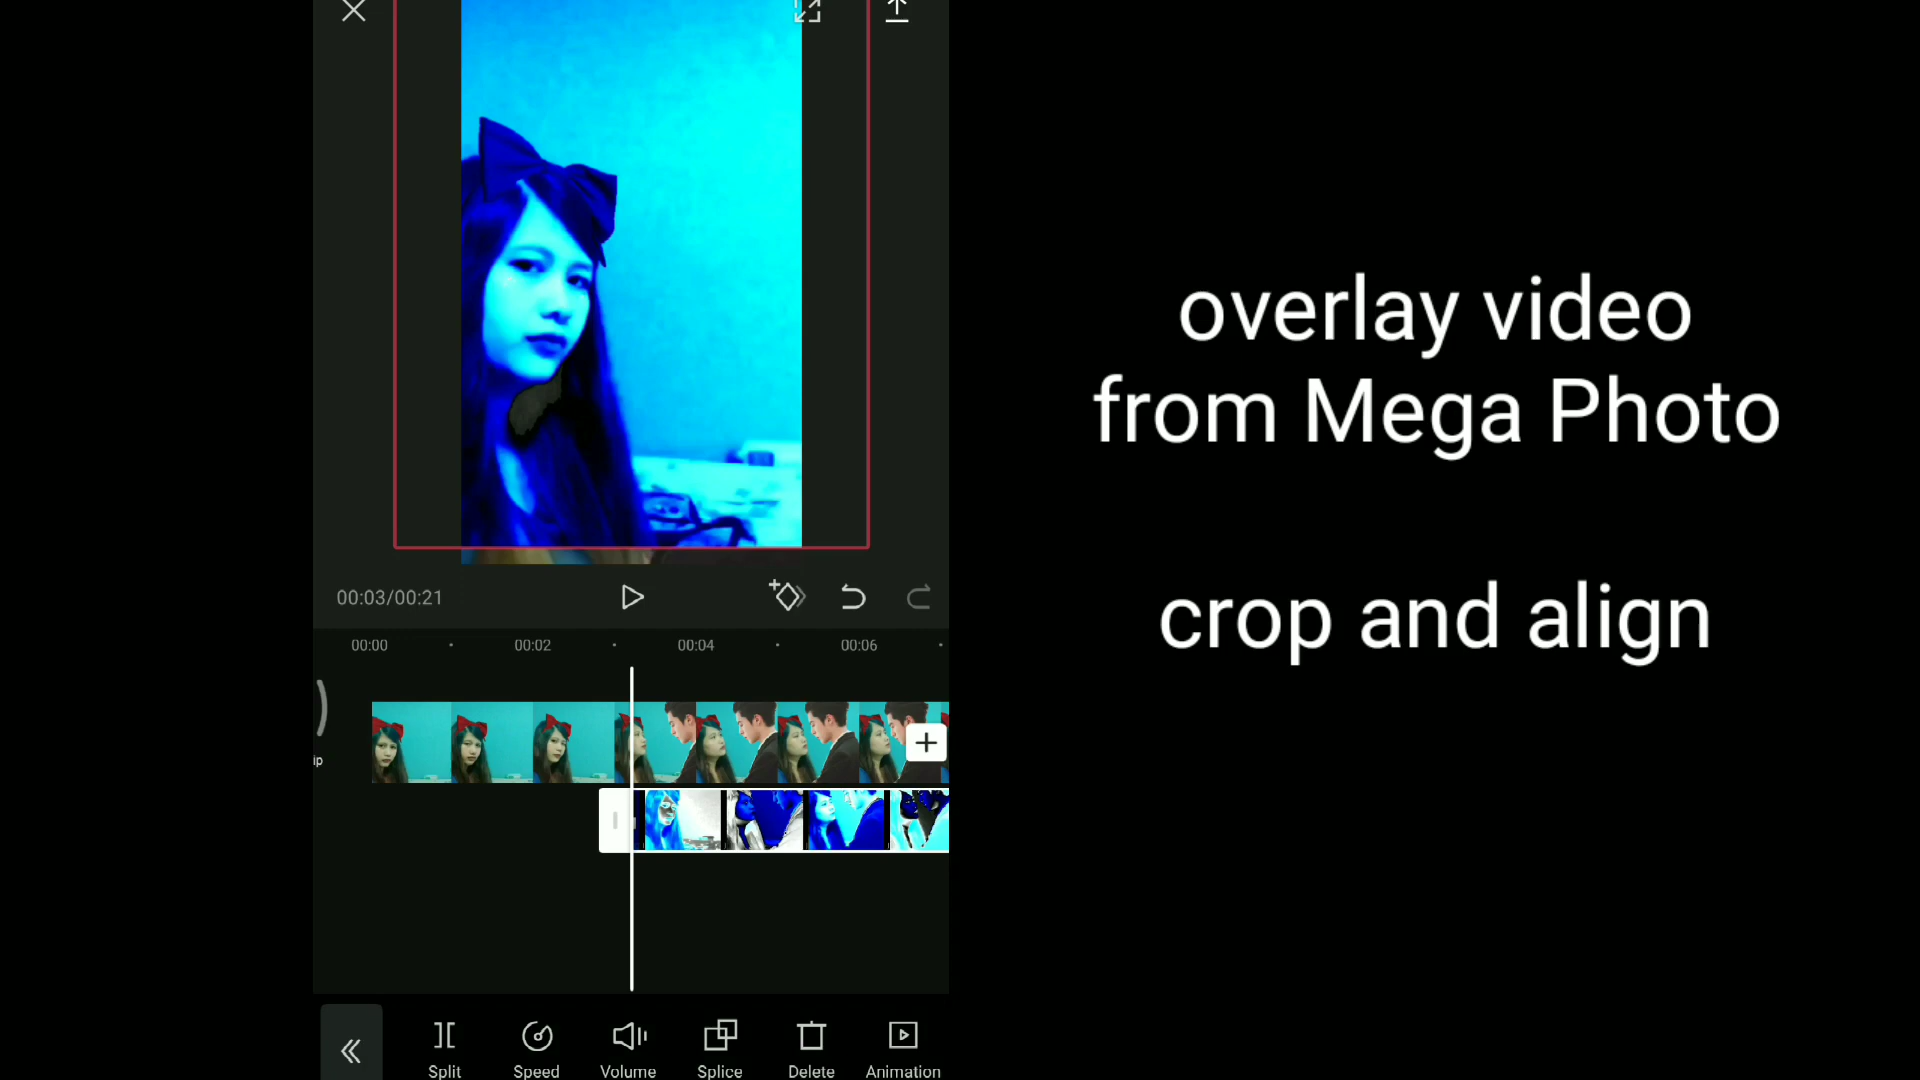 overlay video
from Mega Photo
crop and align
00:03/00:21
00:00 00:02 00:04 00:06
ip
Split Speed Volume Splice Delete Animation